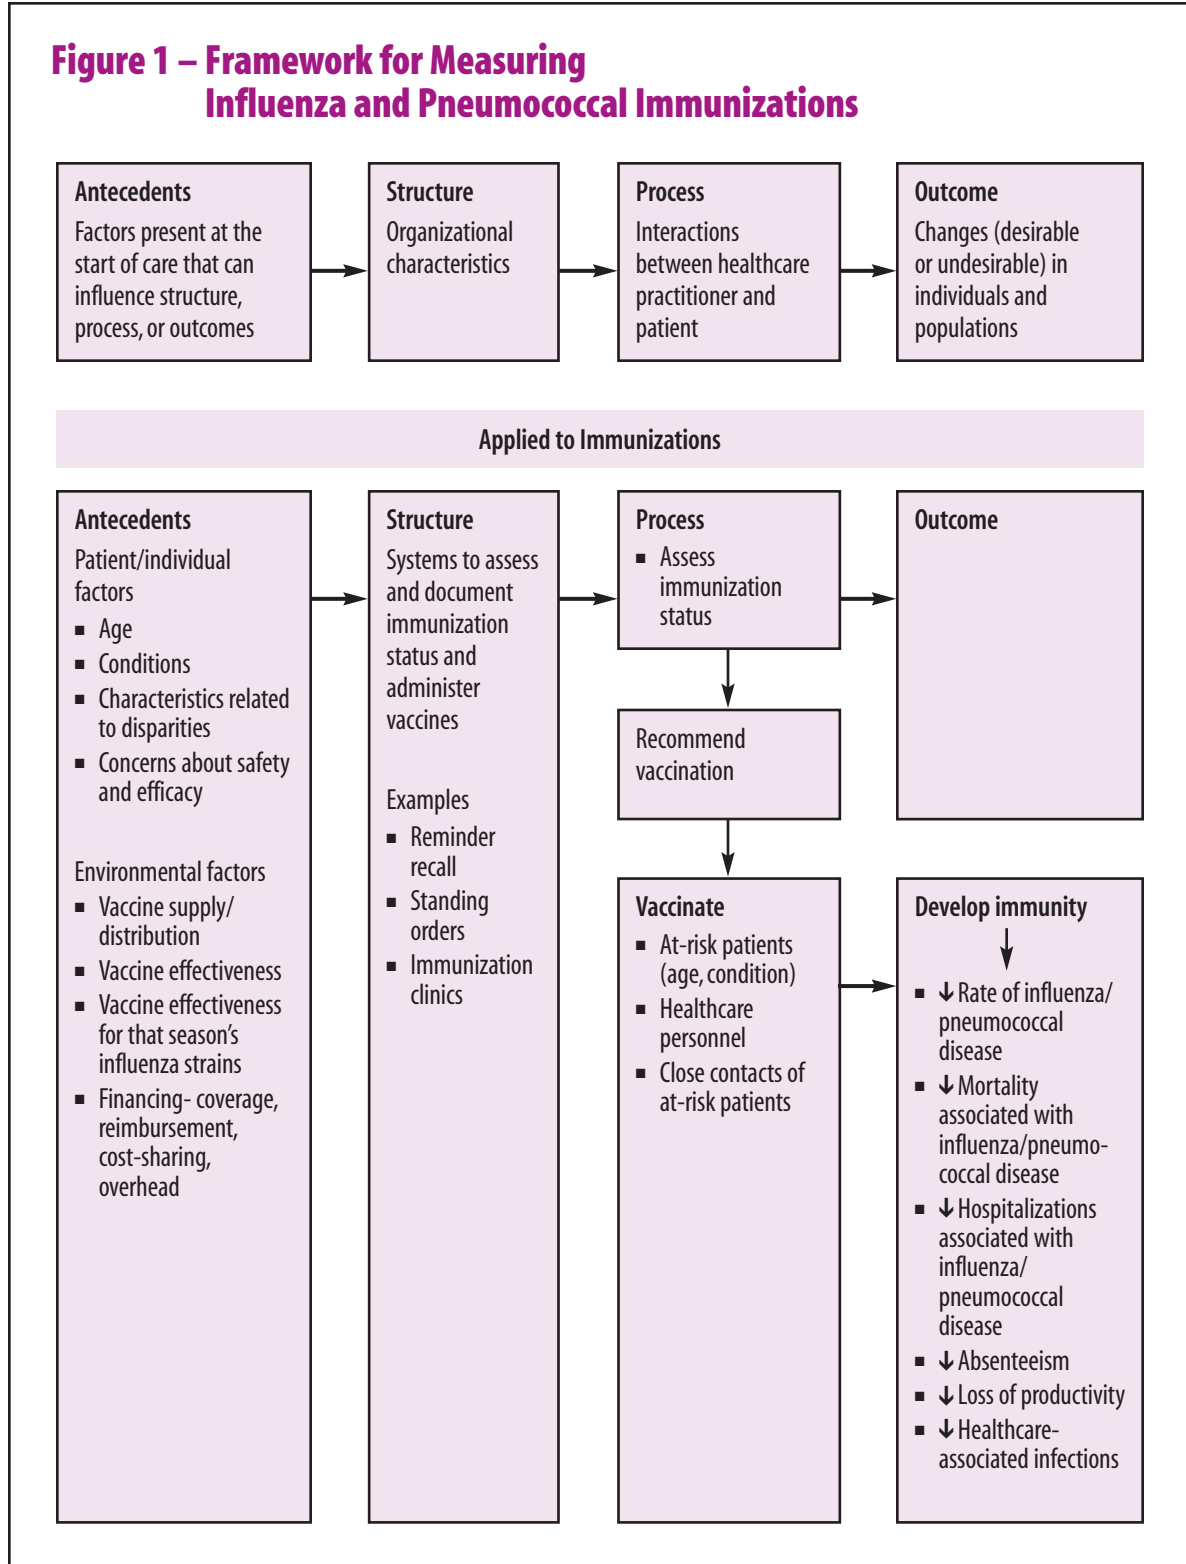 Figure 1 – Framework for Measuring
Influenza and Pneumococcal Immunizations
Antecedents
Factors present at the
start of care that can
influence structure,
process, or outcomes
Structure
Organizational
characteristics
Process
Interactions
between healthcare
practitioner and
patient
Outcome
Changes (desirable
or undesirable) in
individuals and
populations
Applied to Immunizations
Antecedents
Patient/individual
factors
■ Age
■ Conditions
■ Characteristics related
to disparities
■ Concerns about safety
and efficacy
Environmental factors
■ Vaccine supply/
distribution
■ Vaccine effectiveness
■ Vaccine effectiveness
for that season's
influenza strains
■ Financing- coverage,
reimbursement,
cost-sharing,
overhead
Structure
Systems to assess
and document
immunization
status and
administer
vaccines
Examples
■ Reminder
recall
■ Standing
orders
■ Immunization
clinics
Process
■ Assess
immunization
status
Recommend
vaccination
Vaccinate
■ At-risk patients
(age, condition)
■ Healthcare
personnel
■ Close contacts of
at-risk patients
Outcome
Develop immunity
■ ↓ Rate of influenza/
pneumococcal
disease
■ ↓ Mortality
associated with
influenza/pneumo-
coccal disease
■ ↓ Hospitalizations
associated with
influenza/
pneumococcal
disease
■ ↓ Absenteeism
■ ↓ Loss of productivity
■ ↓ Healthcare-
associated infections